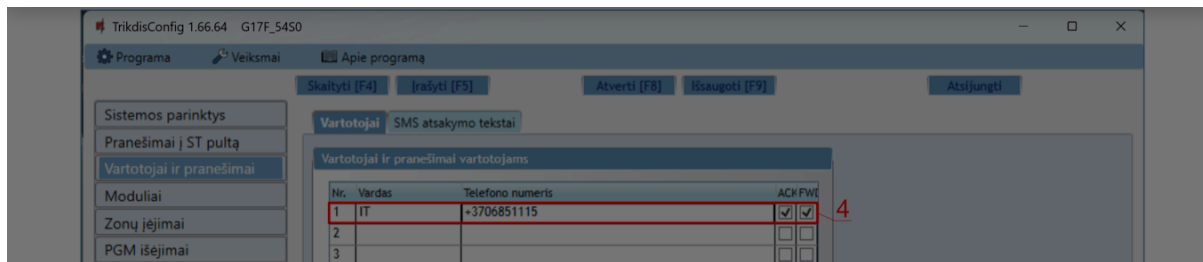 TrikdisConfig 1.66.64 G17F_54S0
Programa Veiksmai Apie programą
Skaityti [F4] Įrašyti [F5] Atverti [F8] Išsaugoti [F9] Atsijungti
Sistemos parinktys
Vartotojai SMS atsakymo tekstai
Pranešimai į ST pultą
Vartotojai ir pranešimai vartotojams
Vartotojai ir pranešimai
Nr. Vardas Telefono numeris ACK FWD
Moduliai
1 IT +3706851115
4
Zonų įėjimai
2
PGM išėjimai
3